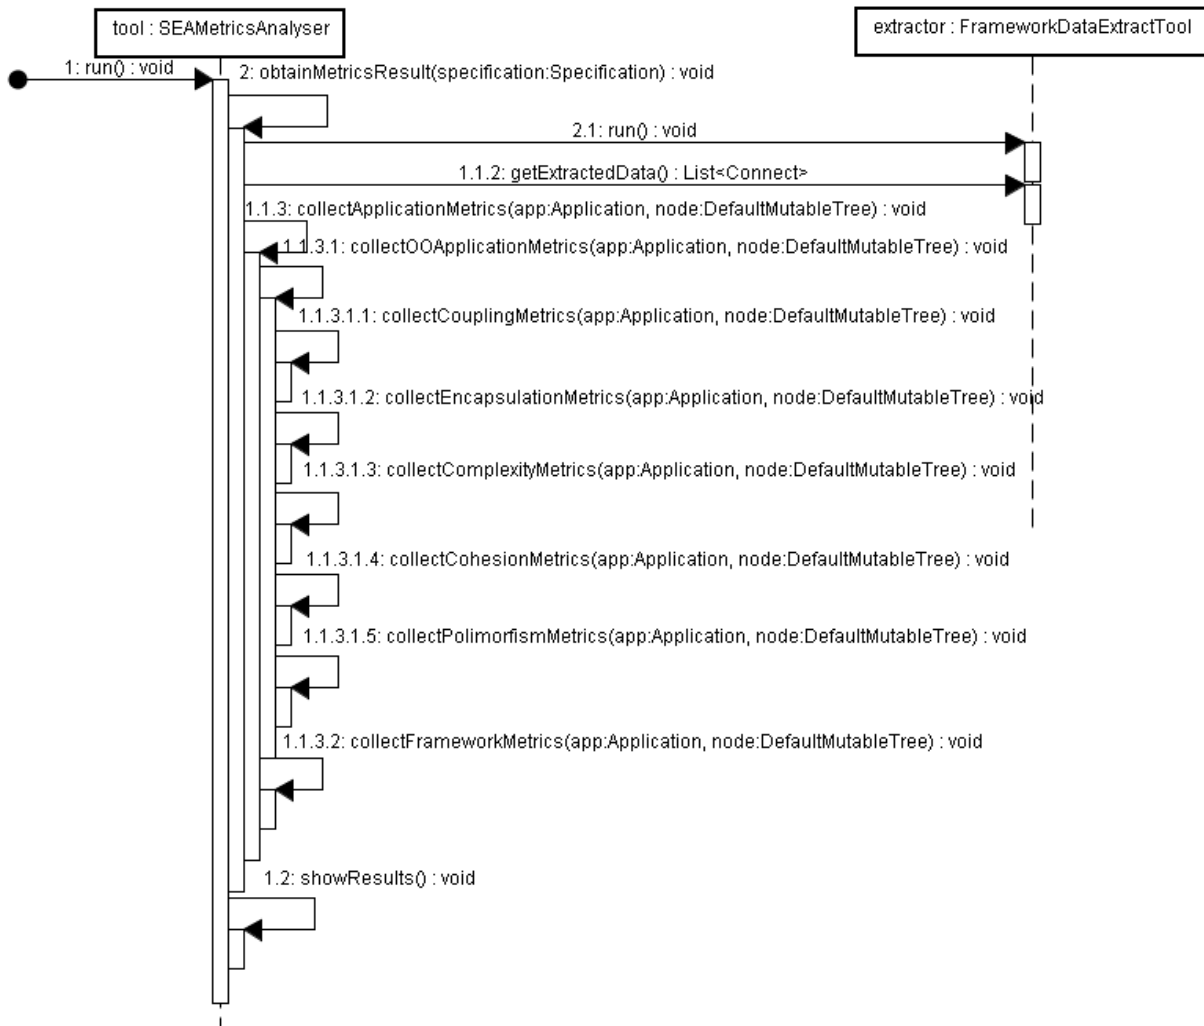 tool : SEAMetricsAnalyser
extractor : FrameworkDataExtractTool
1: run() : void
2: obtainMetricsResult(specification:Specification) : void
2.1: run() : void
1.1.2: getExtractedData() : List<Connect>
1.1.3: collectApplicationMetrics(app:Application, node:DefaultMutableTree) : void
1.1.3.1: collectOOApplicationMetrics(app:Application, node:DefaultMutableTree) : void
1.1.3.1.1: collectCouplingMetrics(app:Application, node:DefaultMutableTree) : void
1.1.3.1.2: collectEncapsulationMetrics(app:Application, node:DefaultMutableTree) : void
1.1.3.1.3: collectComplexityMetrics(app:Application, node:DefaultMutableTree) : void
1.1.3.1.4: collectCohesionMetrics(app:Application, node:DefaultMutableTree) : void
1.1.3.1.5: collectPolimorfismMetrics(app:Application, node:DefaultMutableTree) : void
1.1.3.2: collectFrameworkMetrics(app:Application, node:DefaultMutableTree) : void
1.2: showResults() : void